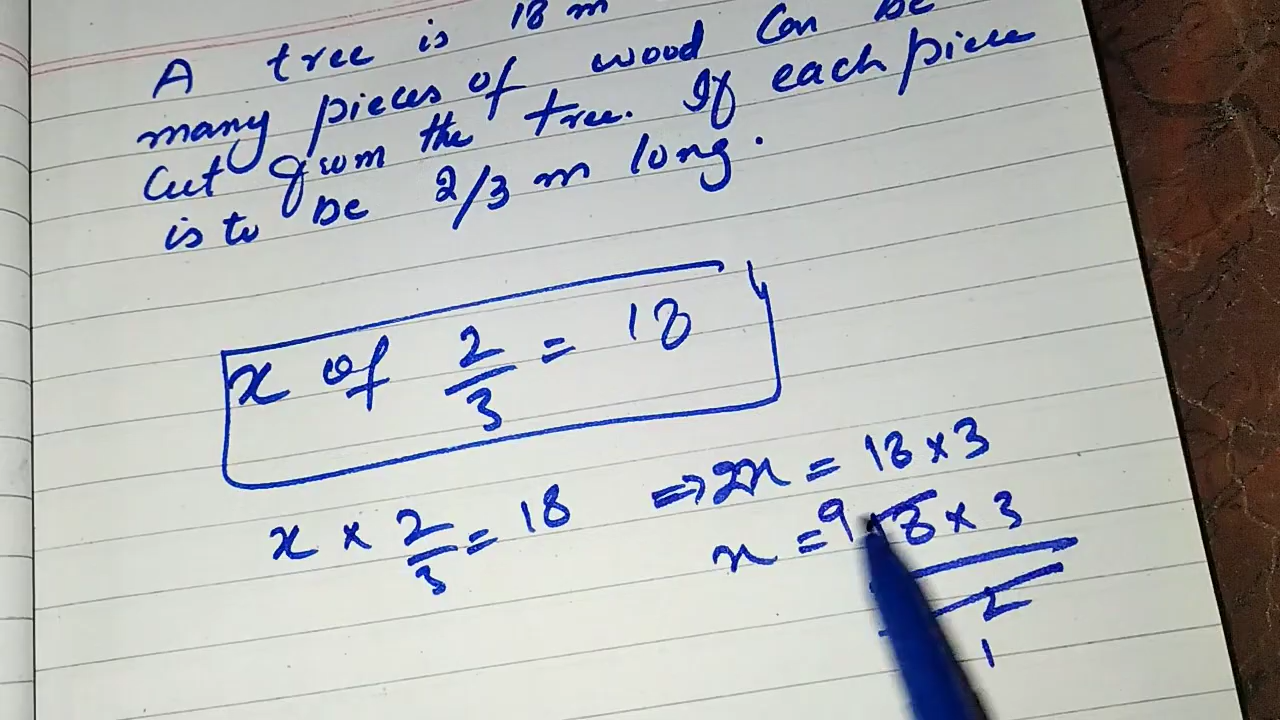 A tree is 18 m
many pieces of wood can be
cut from the tree. If each piece
is to be 2/3 m long.
x of 2/3 = 18
x × 2/3 = 18 ⇒ 2x = 18 × 3
x = 9 18 × 3
2
1